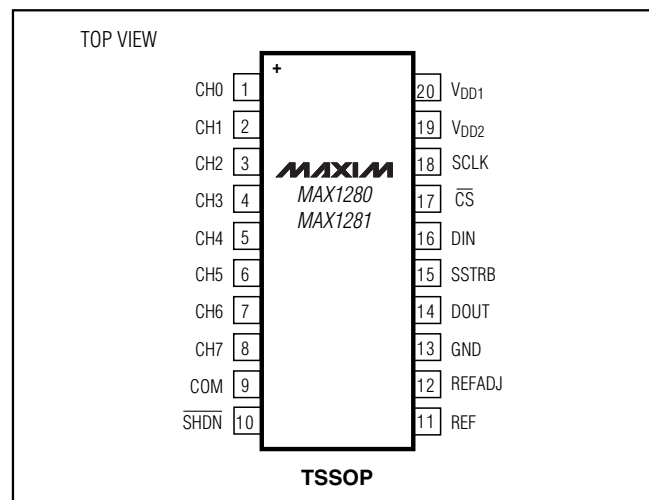 TOP VIEW
+
CH0 1 20 VDD1
CH1 2 19 VDD2
CH2 3 18 SCLK
MAXIM
MAX1280
MAX1281
CH3 4 17 C̅S̅
CH4 5 16 DIN
CH5 6 15 SSTRB
CH6 7 14 DOUT
CH7 8 13 GND
COM 9 12 REFADJ
S̅H̅D̅N̅ 10 11 REF
TSSOP